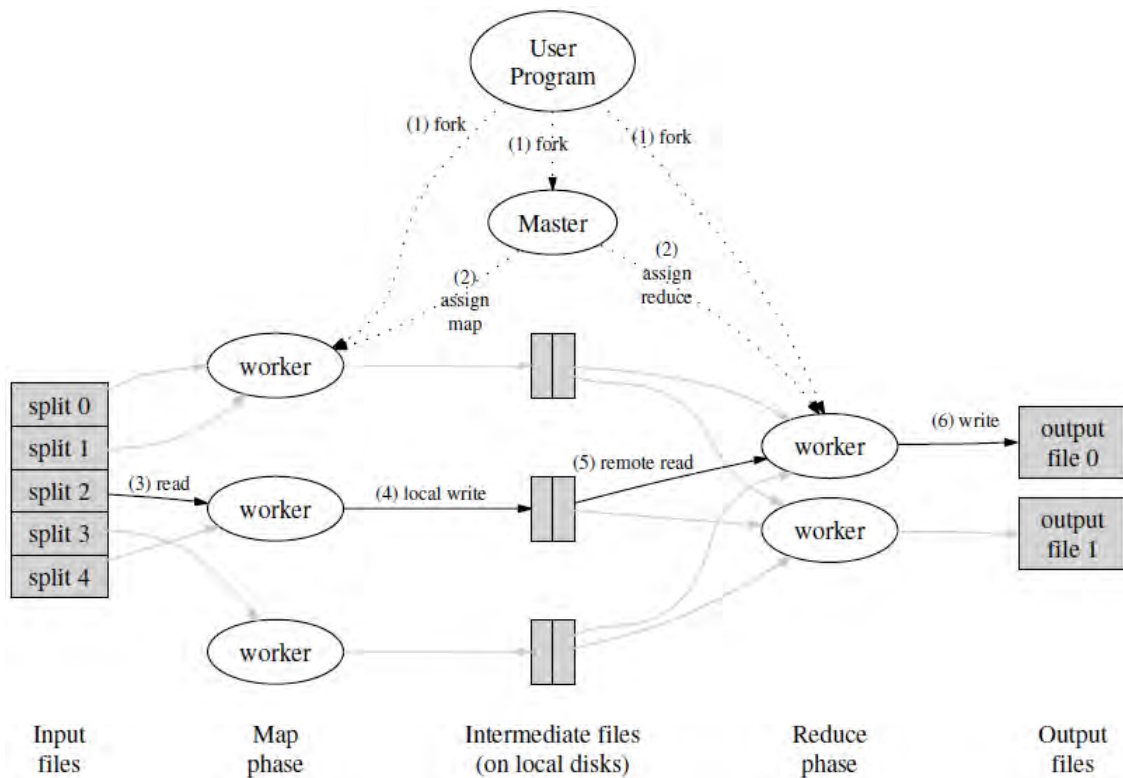 User
Program
(1) fork
(1) fork
(1) fork
Master
(2)
assign
map
(2)
assign
reduce
worker
split 0
split 1
split 2
split 3
split 4
(3) read
worker
(4) local write
(5) remote read
worker
(6) write
output
file 0
worker
output
file 1
worker
Input
files
Map
phase
Intermediate files
(on local disks)
Reduce
phase
Output
files